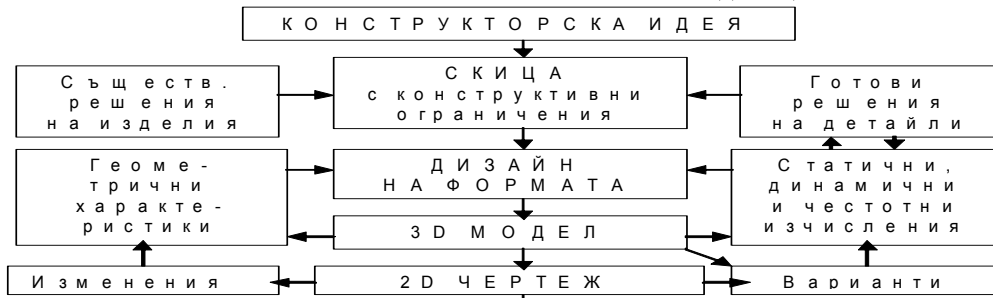 КОНСТРУКТОРСКА ИДЕЯ
Съществ.
решения
на изделия
СКИЦА
с конструктивни
ограничения
Готови
решения
на детайли
Геоме-
трични
характе-
ристики
ДИЗАЙН
НА ФОРМАТА
Статични,
динамични
и честотни
изчисления
3D МОДЕЛ
Изменения
2D ЧЕРТЕЖ
Варианти